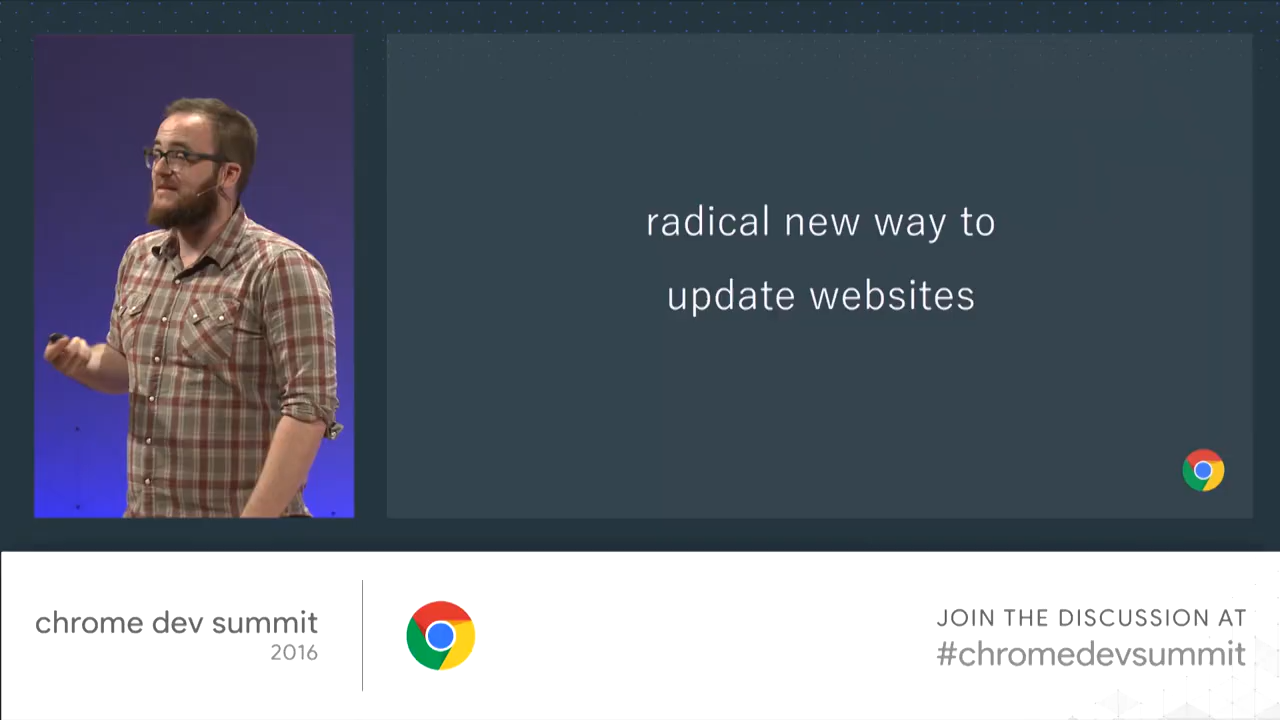 radical new way to
update websites
chrome dev summit
2016
JOIN THE DISCUSSION AT
#chromedevsummit